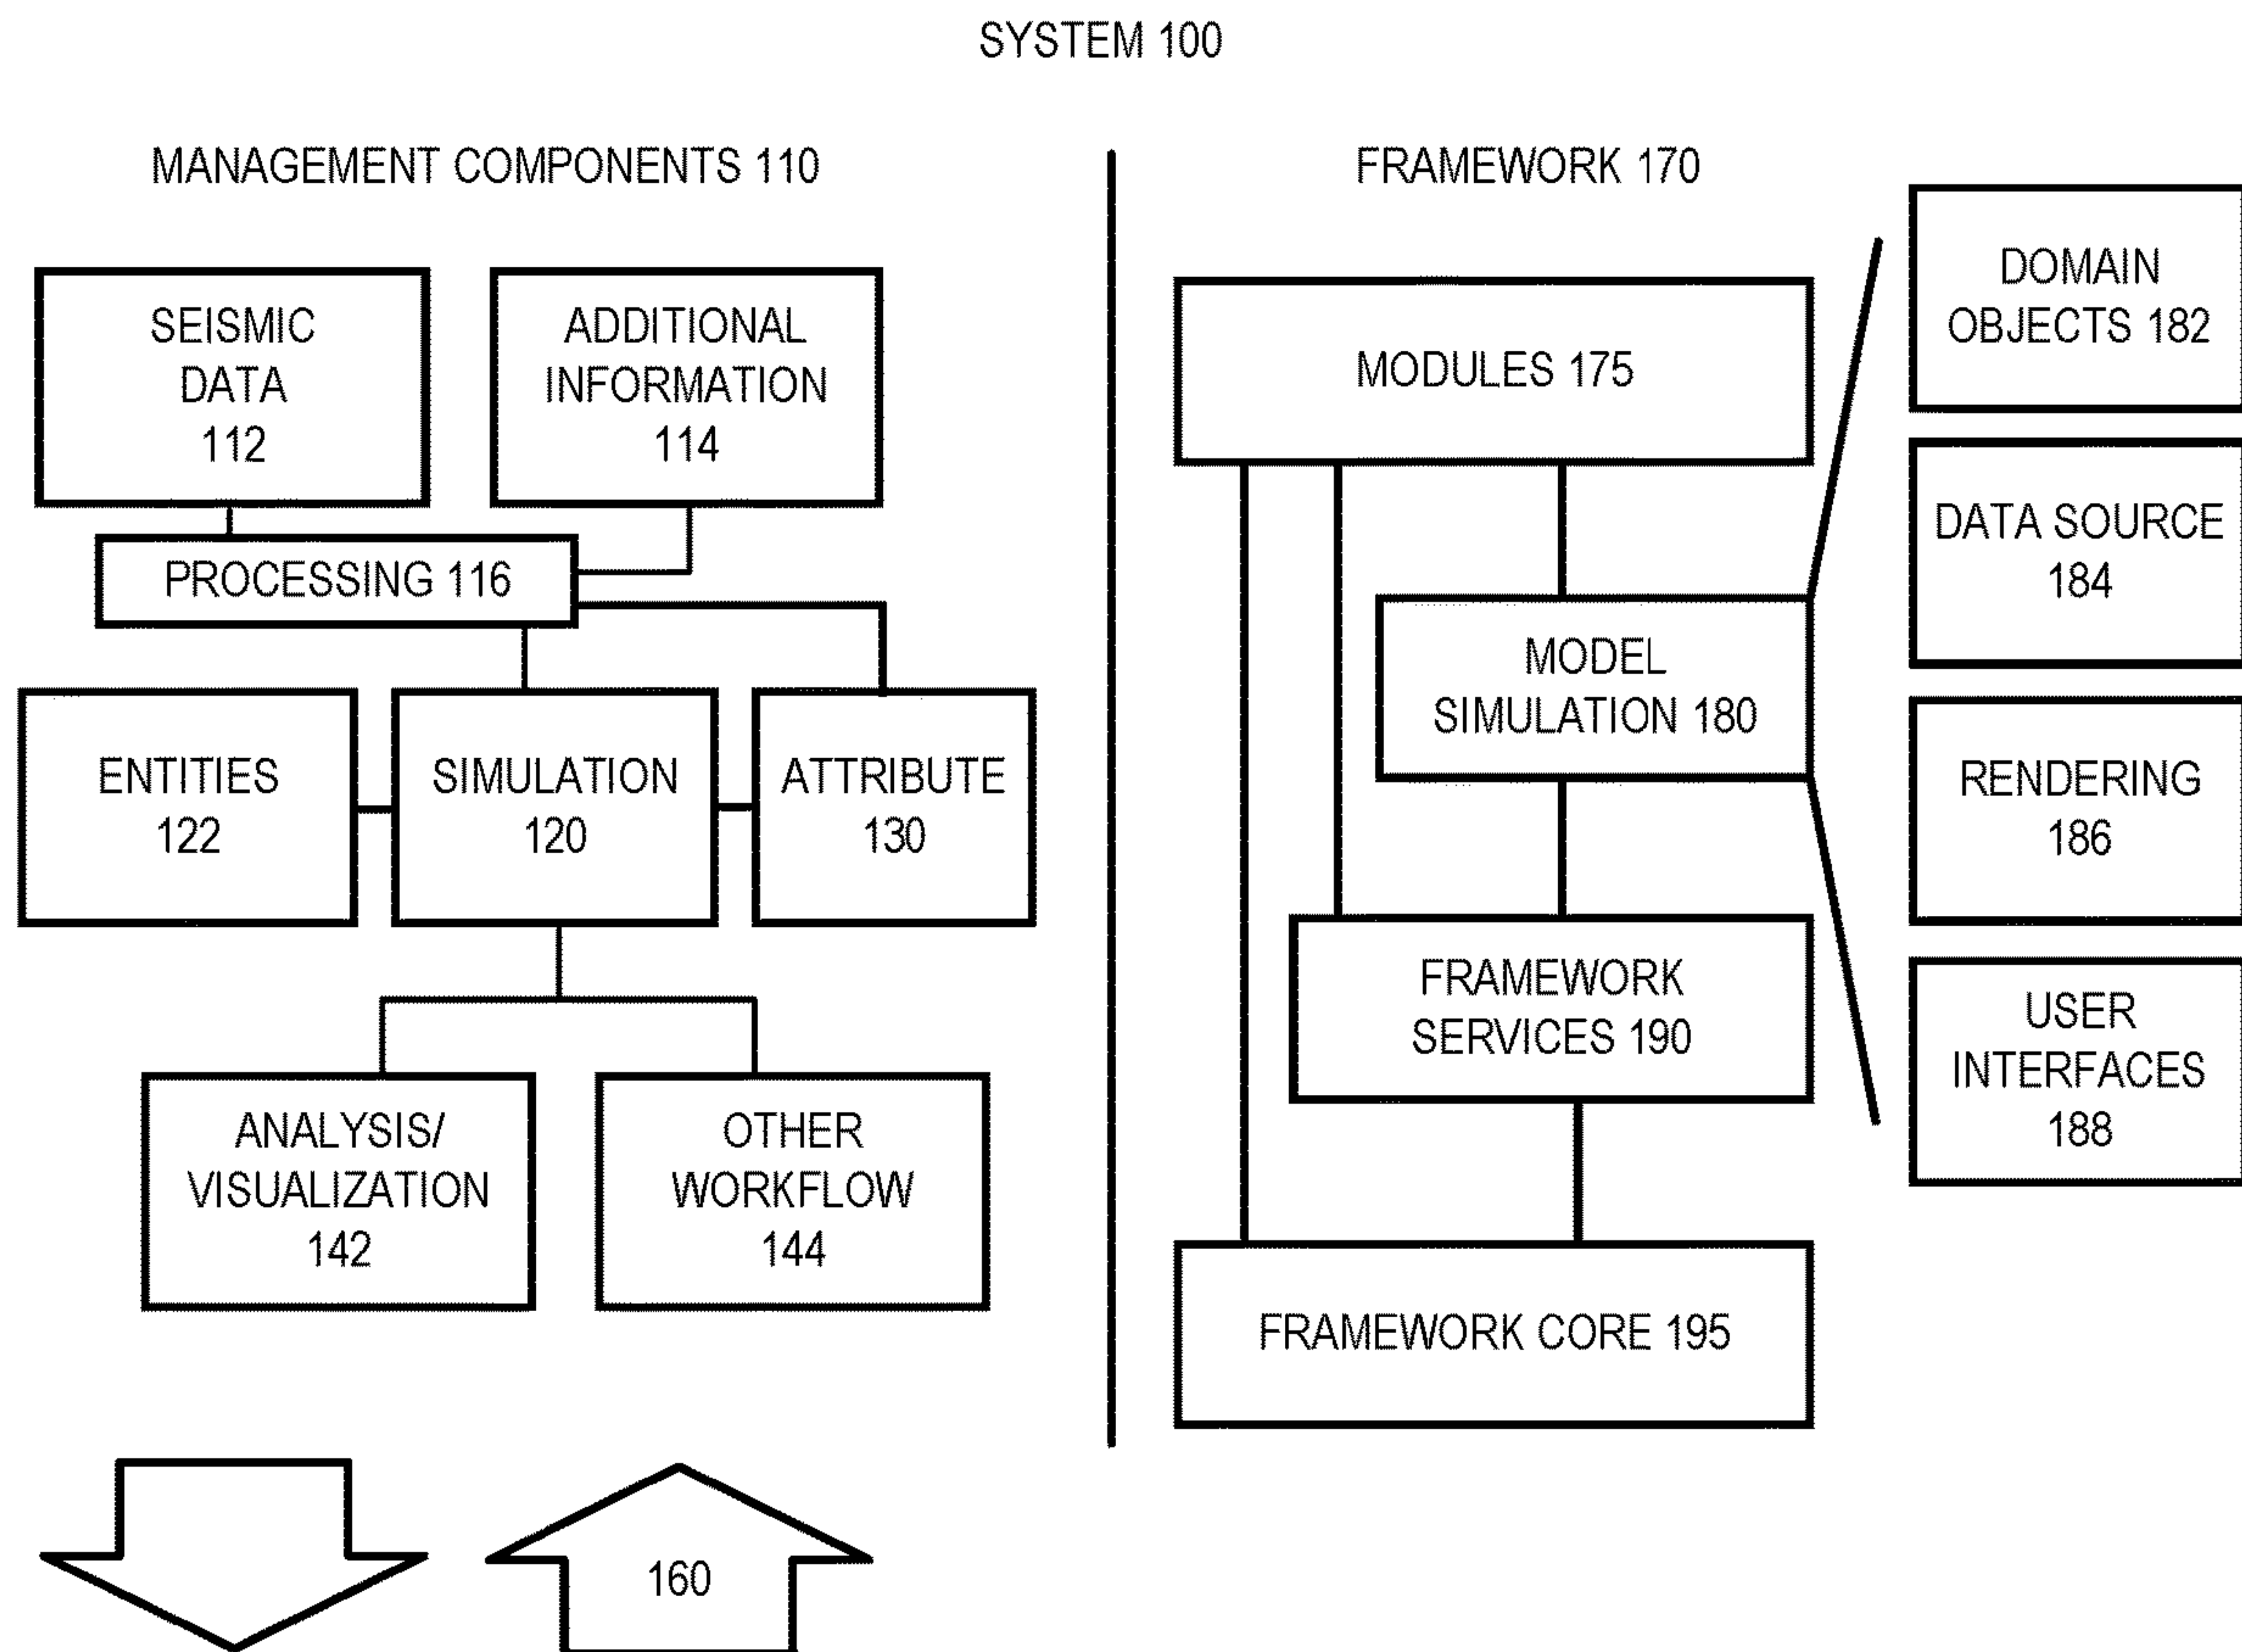 SYSTEM 100
MANAGEMENT COMPONENTS 110
SEISMIC
DATA
112
ADDITIONAL
INFORMATION
114
PROCESSING 116
ENTITIES
122
SIMULATION
120
ATTRIBUTE
130
ANALYSIS/
VISUALIZATION
142
OTHER
WORKFLOW
144
160
FRAMEWORK 170
MODULES 175
MODEL
SIMULATION 180
FRAMEWORK
SERVICES 190
FRAMEWORK CORE 195
DOMAIN
OBJECTS 182
DATA SOURCE
184
RENDERING
186
USER
INTERFACES
188